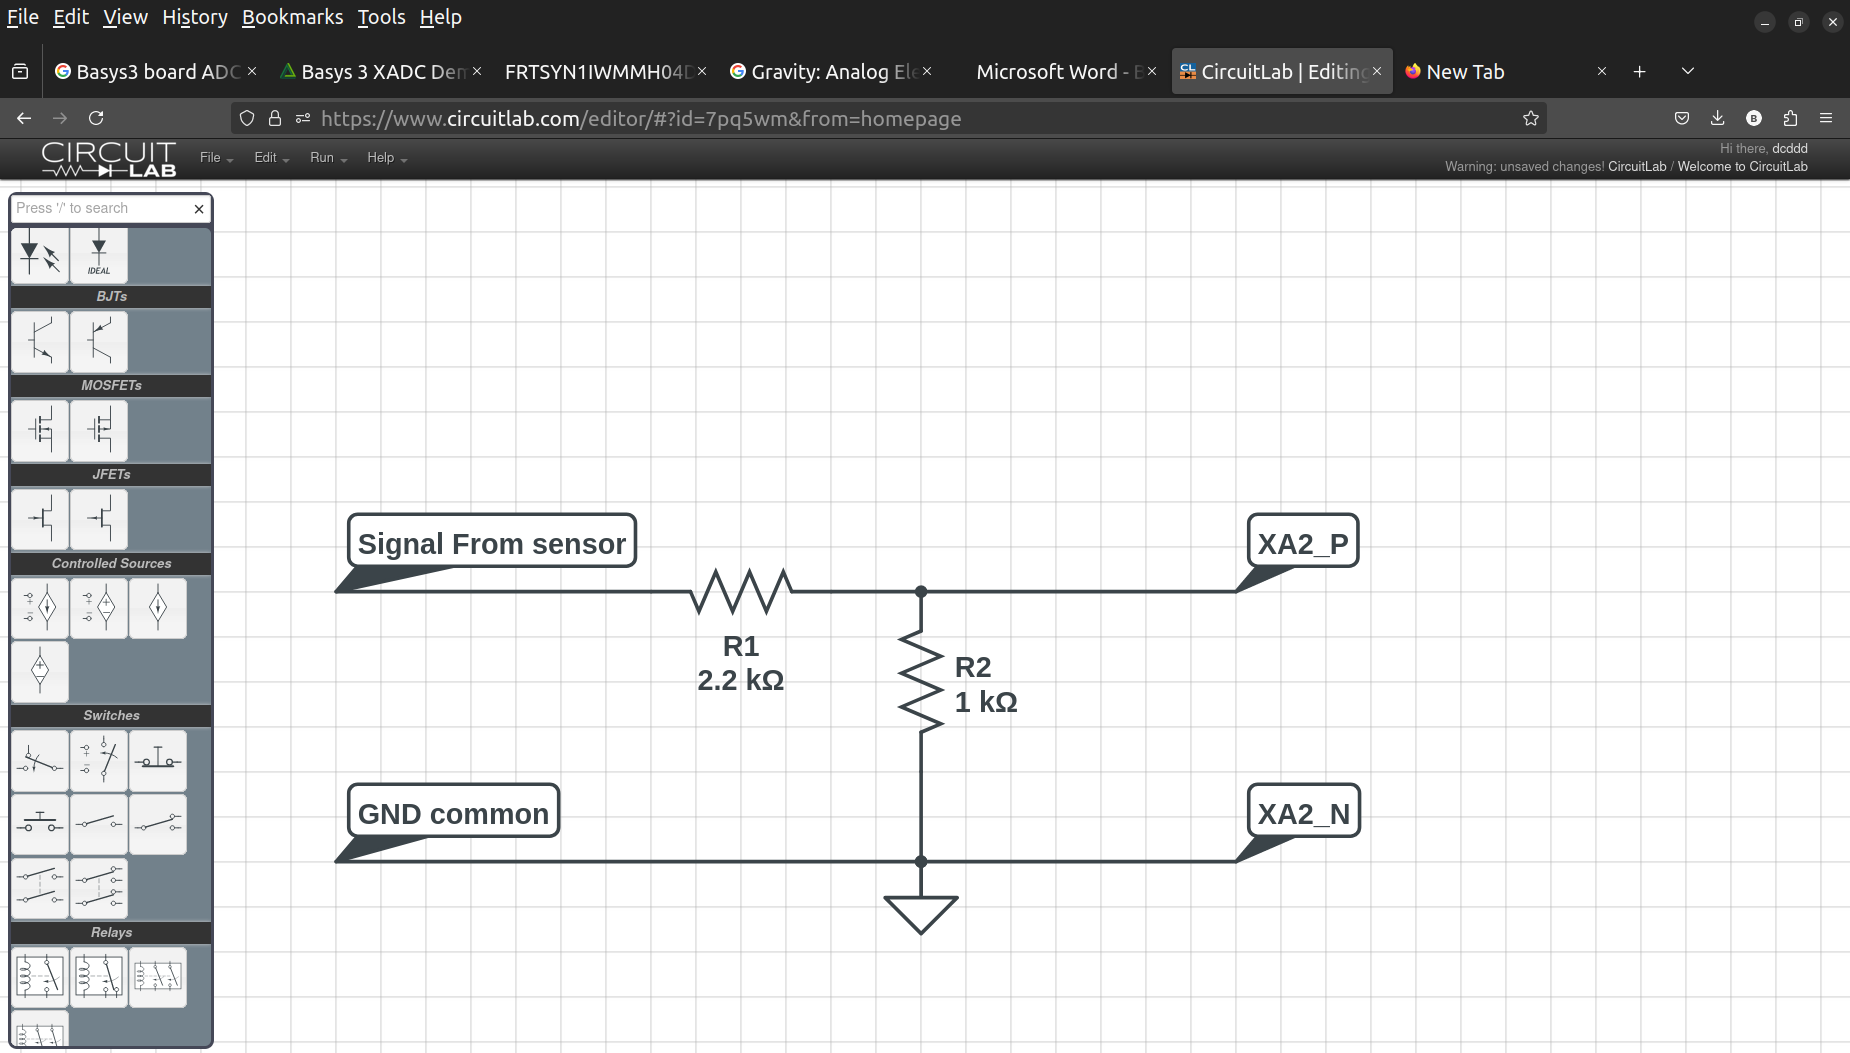 File Edit View History Bookmarks Tools Help
Basys3 board ADC
Basys 3 XADC Dem
FRTSYN1IWMMH04D
Gravity: Analog Ele
Microsoft Word - B
CL CircuitLab | Editing
New Tab
https://www.circuitlab.com/editor/#?id=7pq5wm&from=homepage
B
CIRCUIT
LAB
File Edit Run Help
Hi there, dcddd
Warning: unsaved changes! CircuitLab / Welcome to CircuitLab
Press '/' to search
IDEAL
BJTs
MOSFETs
JFETs
Controlled Sources
Switches
Relays
Signal From sensor
XA2_P
R1
2.2 kΩ
R2
1 kΩ
GND common
XA2_N